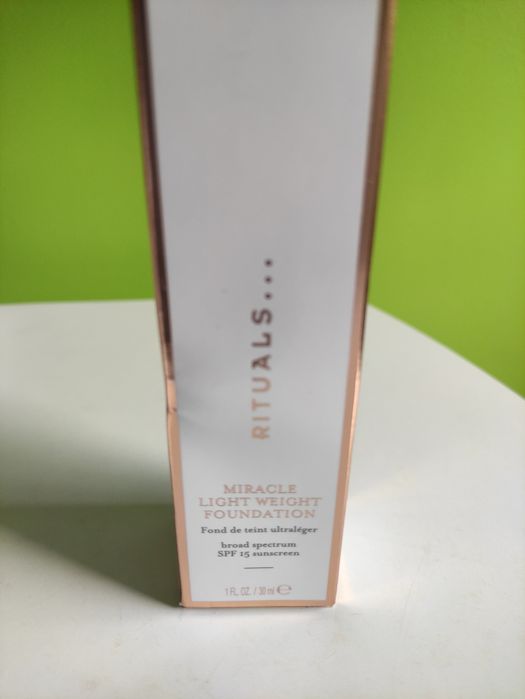 RITUALS...
MIRACLE
LIGHT WEIGHT
FOUNDATION
Fond de teint ultraléger
broad spectrum
SPF 15 sunscreen
1 FL. OZ. / 30 ml ℮